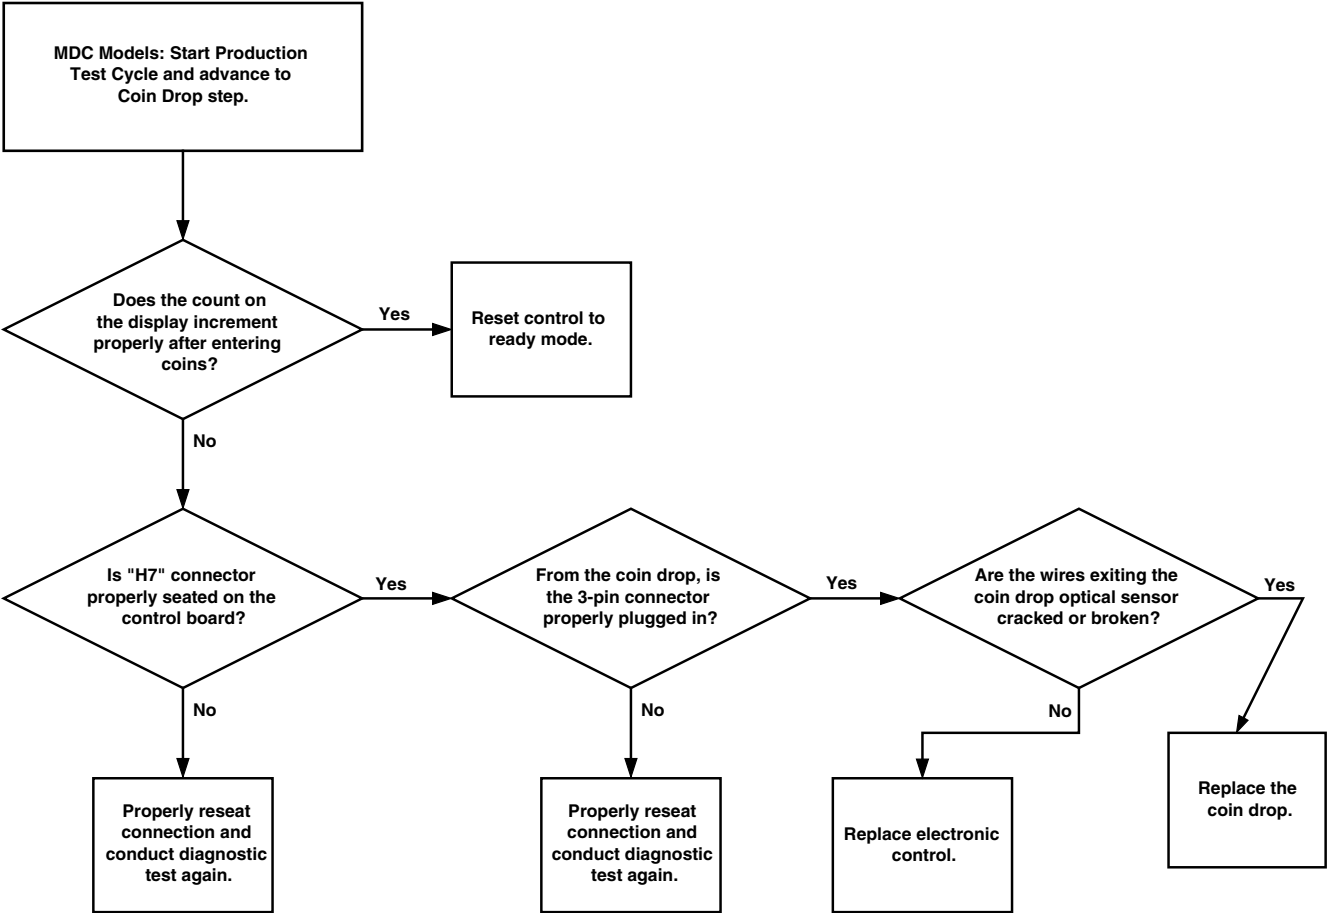 MDC Models: Start Production
Test Cycle and advance to
Coin Drop step.
Does the count on
the display increment
properly after entering
coins?
Yes
Reset control to
ready mode.
No
Is "H7" connector
properly seated on the
control board?
Yes
From the coin drop, is
the 3-pin connector
properly plugged in?
Yes
Are the wires exiting the
coin drop optical sensor
cracked or broken?
Yes
No
No
No
Properly reseat
connection and
conduct diagnostic
test again.
Properly reseat
connection and
conduct diagnostic
test again.
Replace electronic
control.
Replace the
coin drop.